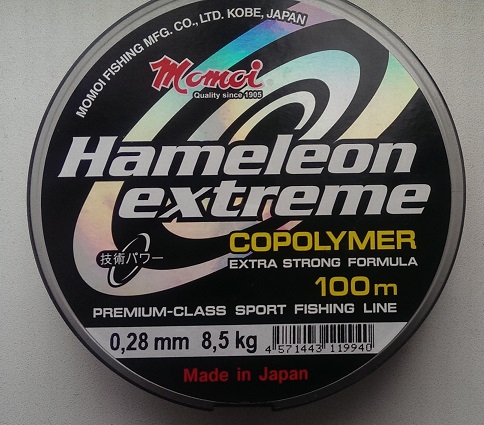 MOMOI FISHING MFG. CO., LTD. KOBE, JAPAN
Momoi
Quality since 1905
Hameleon
extreme
COPOLYMER
技術パワー
EXTRA STRONG FORMULA
100m
PREMIUM-CLASS SPORT FISHING LINE
0,28 mm 8,5 kg
4 571443 119940
Made in Japan